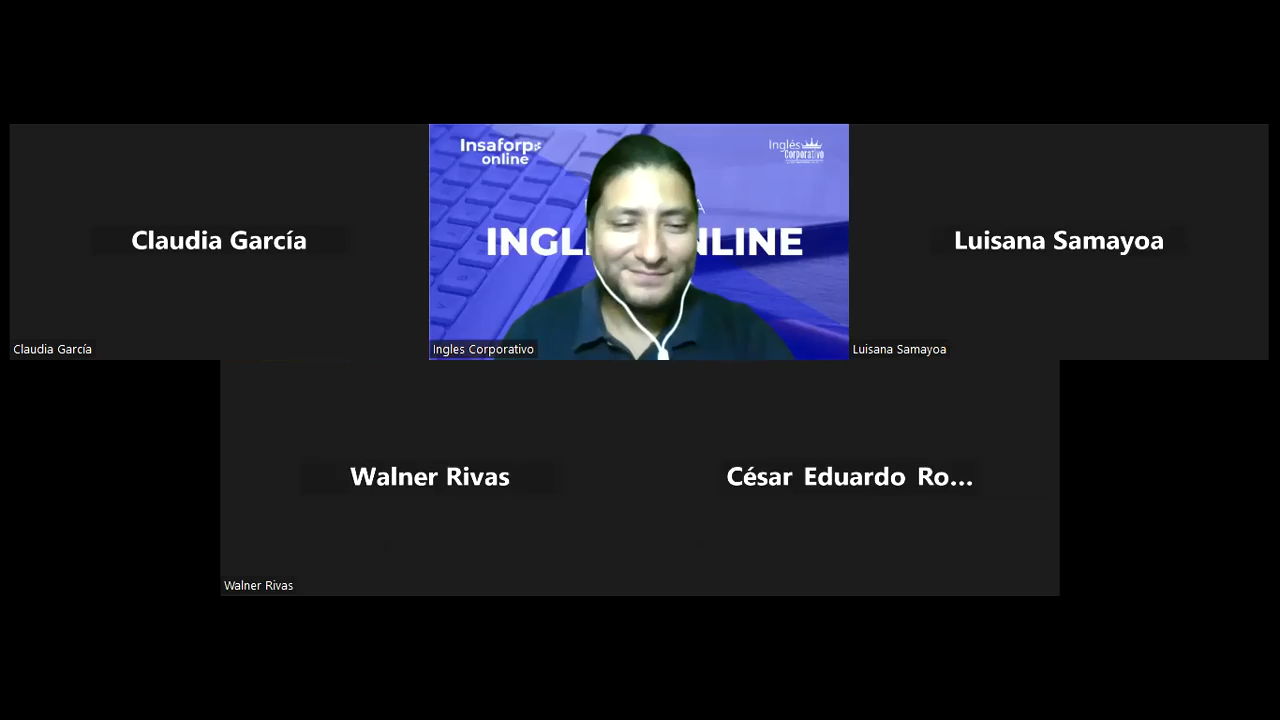 Claudia García
Claudia García
Insaforp
online
Inglés
Corporativo
INGL NLINE
Ingles Corporativo
Luisana Samayoa
Luisana Samayoa
Walner Rivas
Walner Rivas
César Eduardo Ro...